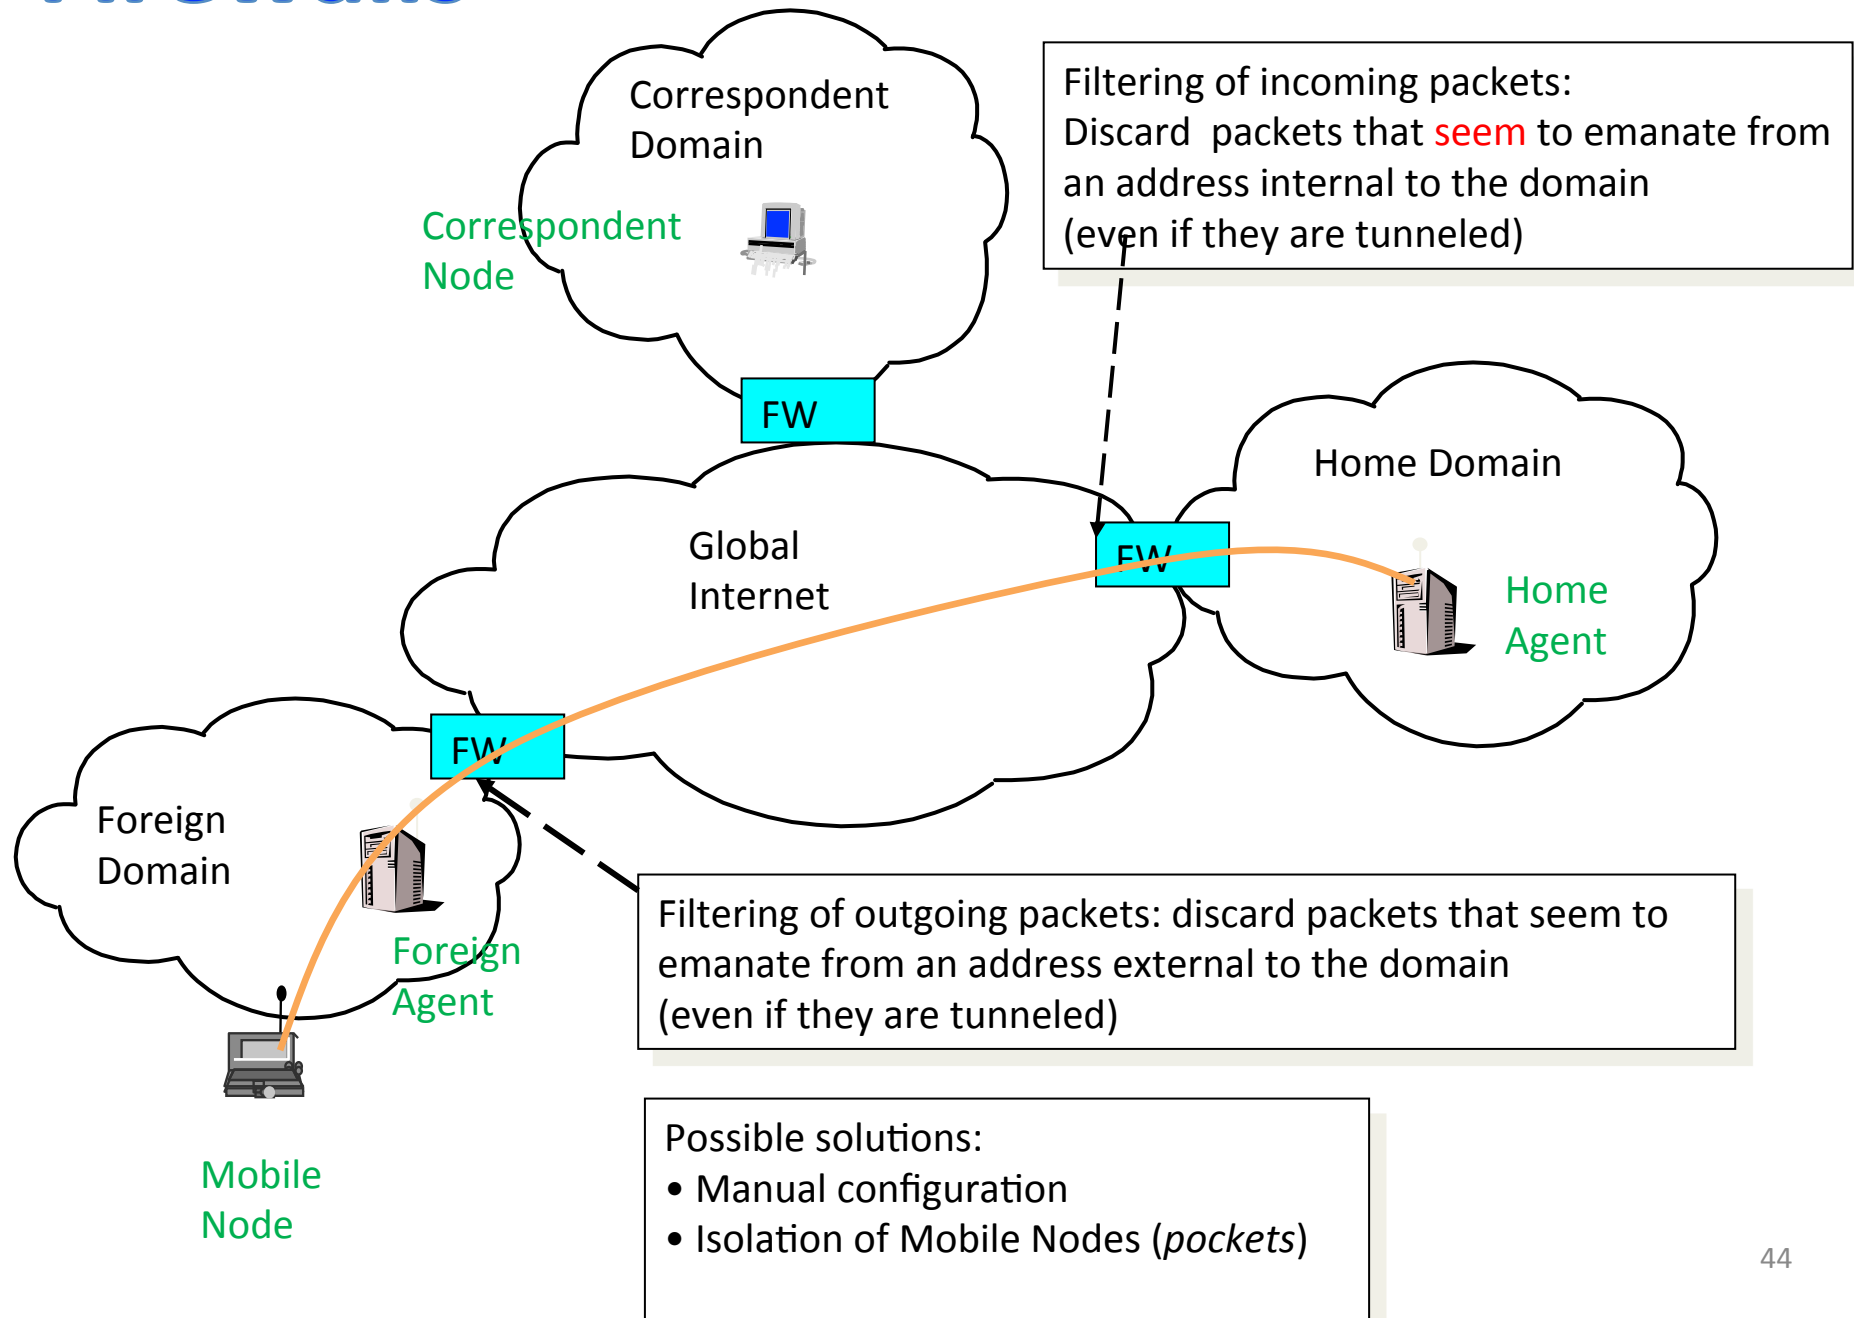 Correspondent
Domain
Correspondent
Node
Filtering of incoming packets:
Discard packets that seem to emanate from
an address internal to the domain
(even if they are tunneled)
FW
Home Domain
Global
Internet
FW
Home
Agent
FW
Foreign
Domain
Foreign
Agent
Filtering of outgoing packets: discard packets that seem to
emanate from an address external to the domain
(even if they are tunneled)
Mobile
Node
Possible solutions:
• Manual configuration
• Isolation of Mobile Nodes (pockets)
44